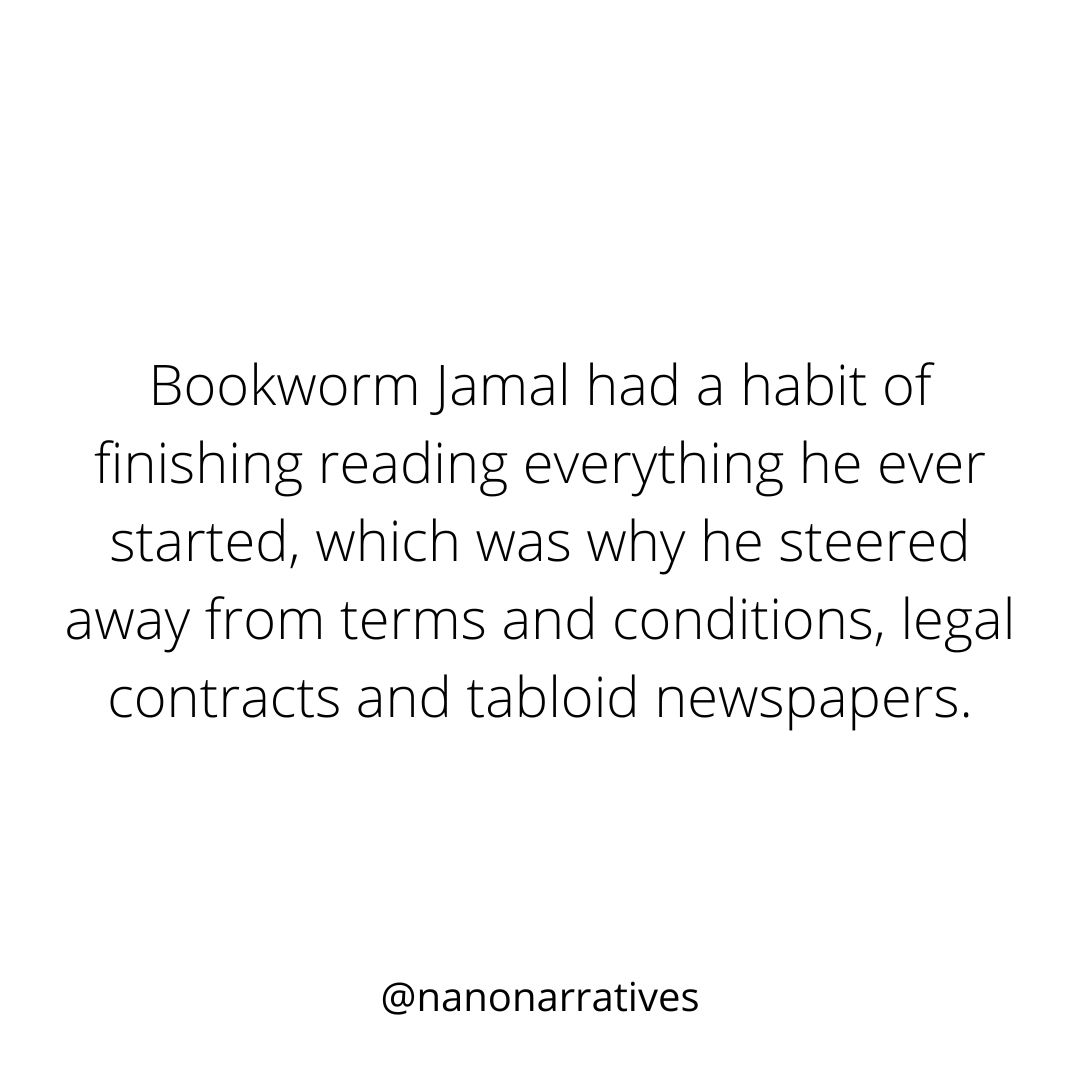 Bookworm Jamal had a habit of
finishing reading everything he ever
started, which was why he steered
away from terms and conditions, legal
contracts and tabloid newspapers.
@nanonarratives